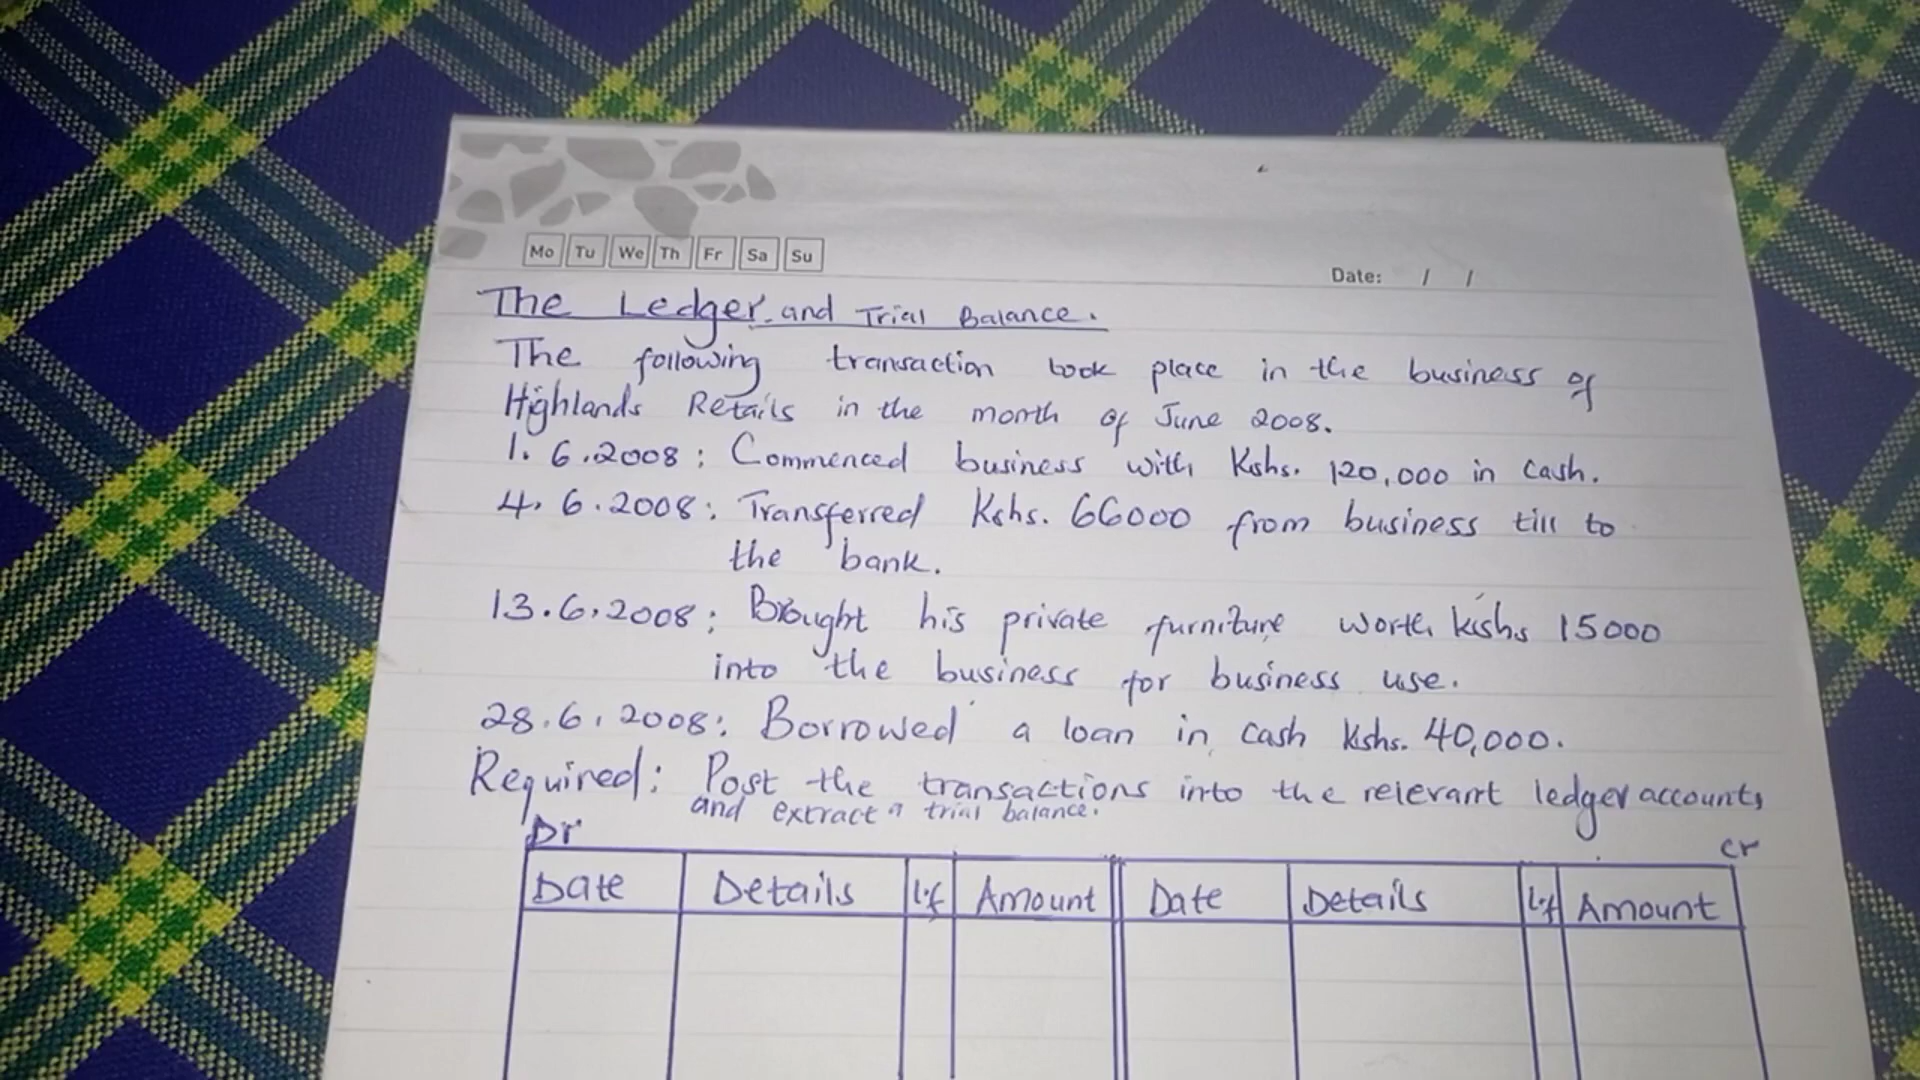 Mo Tu We Th Fr Sa Su
Date: / /
The Ledger and Trial Balance.
The following transaction took place in the business of
Highlands Retails in the month of June 2008.
1. 6.2008: Commenced business with Kshs. 120,000 in cash.
4. 6.2008: Transferred Kshs. 66000 from business till to
the bank.
13.6.2008: Brought his private furniture worth kshs 15000
into the business for business use.
28.6.2008: Borrowed a loan in cash kshs. 40,000.
Required: Post the transactions into the relevant ledger accounts
and extract a trial balance.
Dr cr
Date Details l.f Amount Date Details l.f Amount